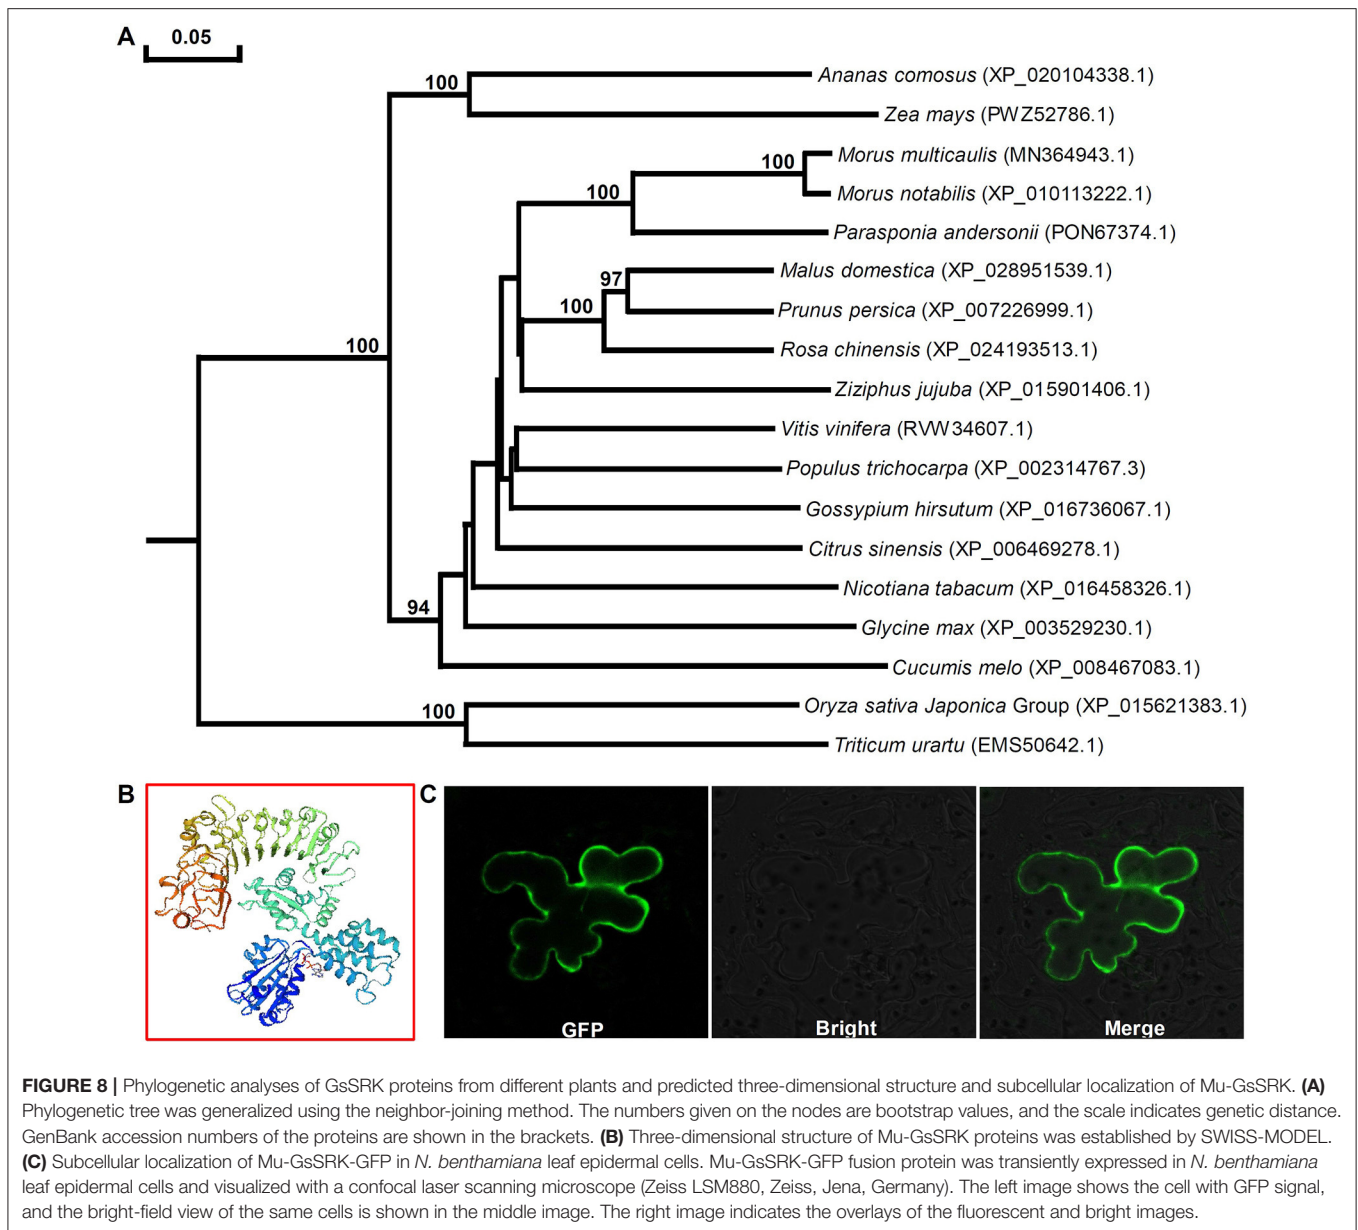 A
0.05
100
Ananas comosus (XP_020104338.1)
Zea mays (PWZ52786.1)
100
Morus multicaulis (MN364943.1)
100
Morus notabilis (XP_010113222.1)
Parasponia andersonii (PON67374.1)
97
Malus domestica (XP_028951539.1)
100
Prunus persica (XP_007226999.1)
100
Rosa chinensis (XP_024193513.1)
Ziziphus jujuba (XP_015901406.1)
Vitis vinifera (RVW34607.1)
Populus trichocarpa (XP_002314767.3)
Gossypium hirsutum (XP_016736067.1)
Citrus sinensis (XP_006469278.1)
Nicotiana tabacum (XP_016458326.1)
94
Glycine max (XP_003529230.1)
Cucumis melo (XP_008467083.1)
100
Oryza sativa Japonica Group (XP_015621383.1)
Triticum urartu (EMS50642.1)
B
C
GFP
Bright
Merge
FIGURE 8 | Phylogenetic analyses of GsSRK proteins from different plants and predicted three-dimensional structure and subcellular localization of Mu-GsSRK. (A)
Phylogenetic tree was generalized using the neighbor-joining method. The numbers given on the nodes are bootstrap values, and the scale indicates genetic distance.
GenBank accession numbers of the proteins are shown in the brackets. (B) Three-dimensional structure of Mu-GsSRK proteins was established by SWISS-MODEL.
(C) Subcellular localization of Mu-GsSRK-GFP in N. benthamiana leaf epidermal cells. Mu-GsSRK-GFP fusion protein was transiently expressed in N. benthamiana
leaf epidermal cells and visualized with a confocal laser scanning microscope (Zeiss LSM880, Zeiss, Jena, Germany). The left image shows the cell with GFP signal,
and the bright-field view of the same cells is shown in the middle image. The right image indicates the overlays of the fluorescent and bright images.